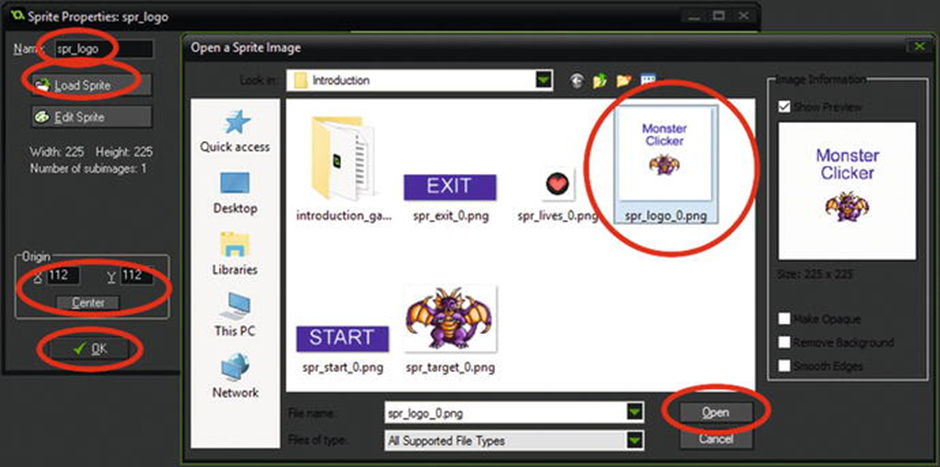 Sprite Properties: spr_logo
Name: spr_logo
Load Sprite
Edit Sprite
Width: 225 Height: 225
Number of subimages: 1
Origin
X 112 Y 112
Center
OK
Open a Sprite Image
Look in: Introduction
Quick access
Desktop
Libraries
This PC
Network
introduction_ga...
EXIT
spr_exit_0.png
spr_lives_0.png
Monster
Clicker
spr_logo_0.png
START
spr_start_0.png
spr_target_0.png
File name: spr_logo_0.png
Files of type: All Supported File Types
Open
Cancel
Image Information
Show Preview
Monster
Clicker
Size: 225 x 225
Make Opaque
Remove Background
Smooth Edges